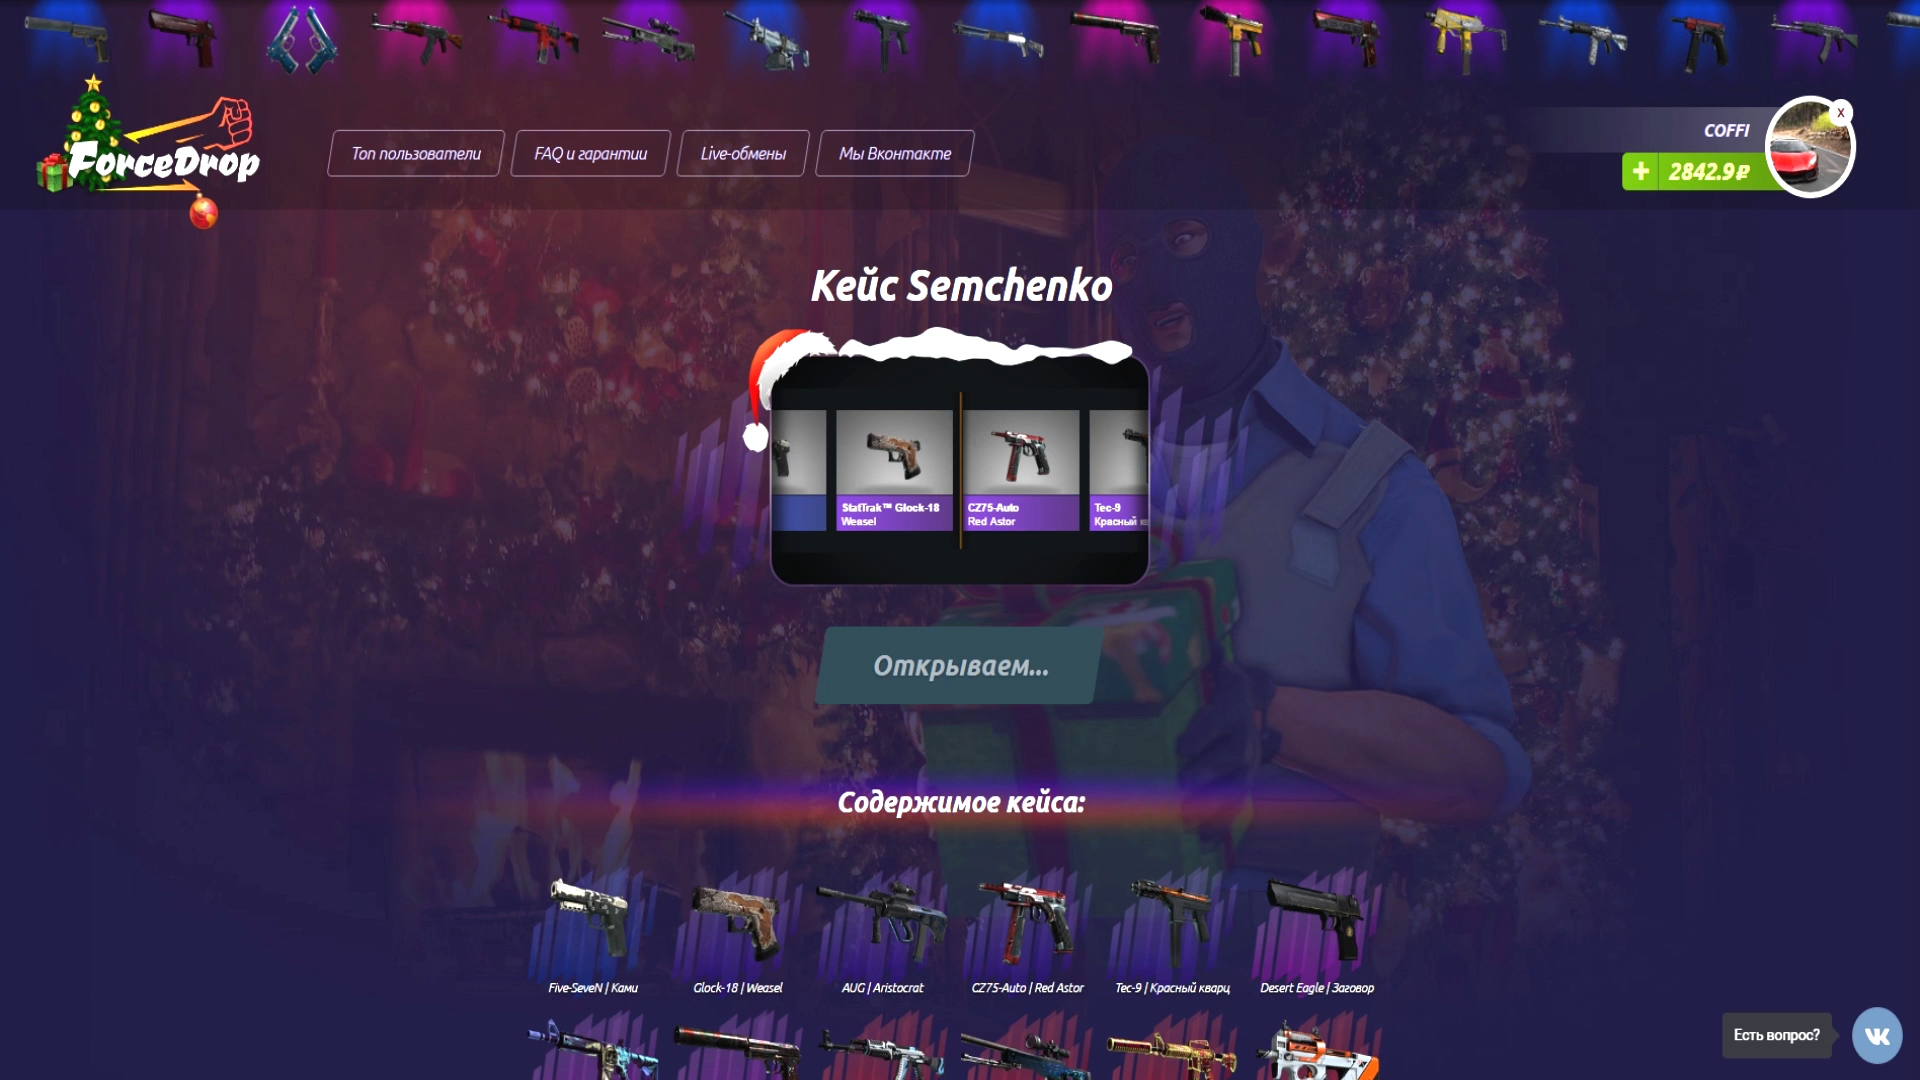 ForceDrop
Топ пользователи
FAQ и гарантии
Live-обмены
Мы Вконтакте
COFFI
X
+ 2842.9₽
Кейс Semchenko
StatTrak™ Glock-18
Weasel
CZ75-Auto
Red Astor
Tec-9
Красный
Открываем...
Содержимое кейса:
Five-SeveN | Ками
Glock-18 | Weasel
AUG | Aristocrat
CZ75-Auto | Red Astor
Tec-9 | Красный кварц
Desert Eagle | Заговор
Есть вопрос?